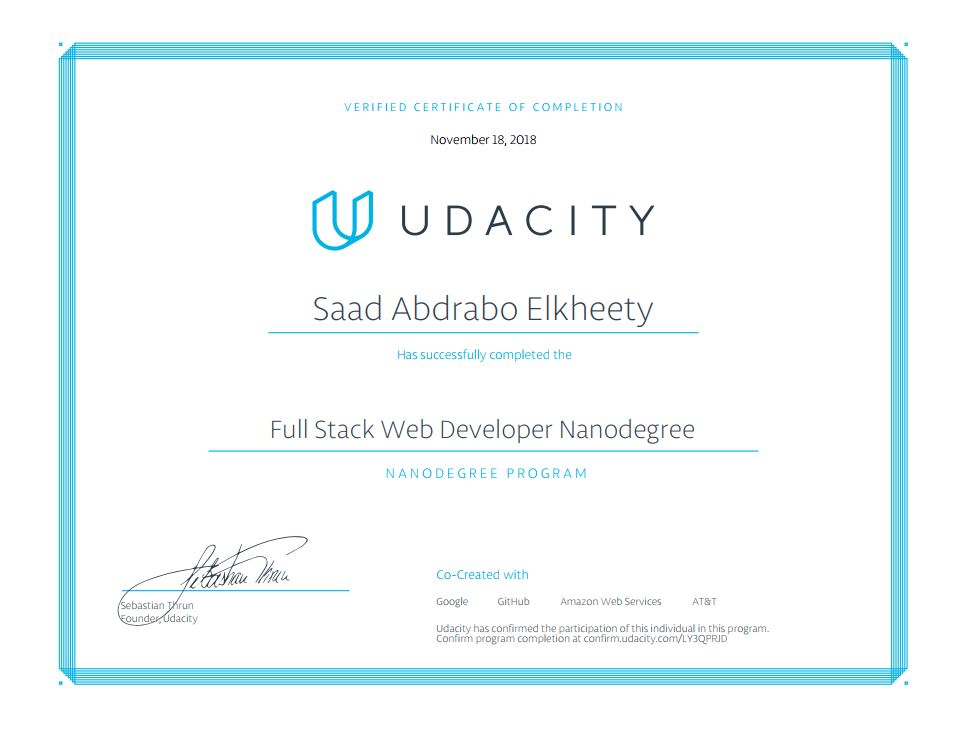 VERIFIED CERTIFICATE OF COMPLETION
November 18, 2018
UDACITY
Saad Abdrabo Elkheety
Has successfully completed the
Full Stack Web Developer Nanodegree
NANODEGREE PROGRAM
Sebastian Thrun
Sebastian Thrun
Founder, Udacity
Co-Created with
Google GitHub Amazon Web Services AT&T
Udacity has confirmed the participation of this individual in this program.
Confirm program completion at confirm.udacity.com/LY3QPRJD